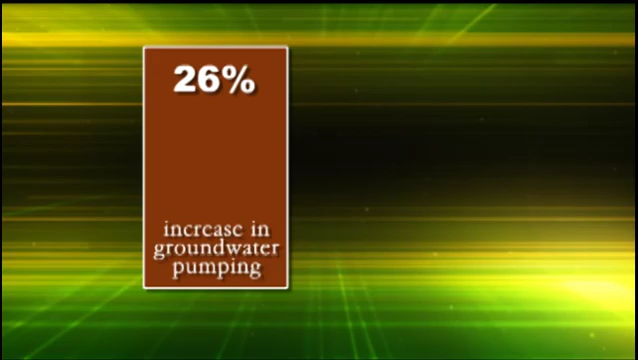 26%
increase in
groundwater
pumping